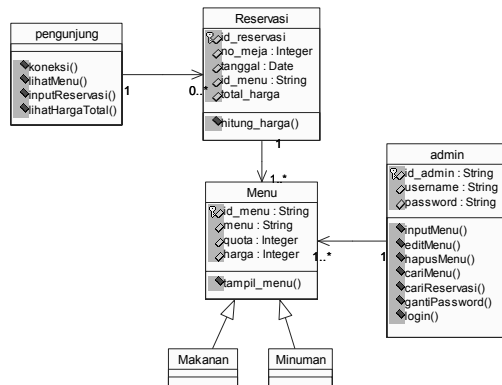 Reservasi
id_reservasi
no_meja : Integer
tanggal : Date
id_menu : String
total_harga
hitung_harga()
pengunjung
koneksi()
lihatMenu()
inputReservasi()
lihatHargaTotal()
1
0..*
1
1..*
Menu
id_menu : String
menu : String
quota : Integer
harga : Integer
tampil_menu()
admin
id_admin : String
username : String
password : String
inputMenu()
editMenu()
hapusMenu()
cariMenu()
cariReservasi()
gantiPassword()
login()
1..*
1
Makanan
Minuman